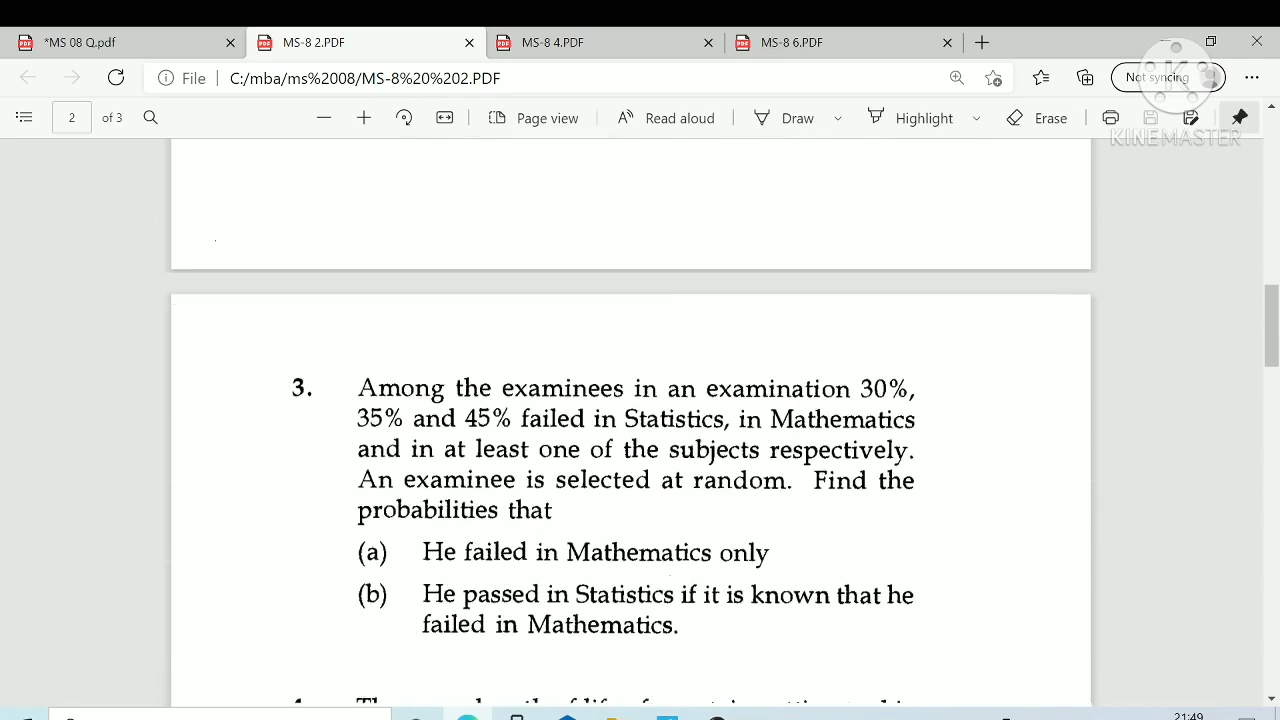 *MS 08 Q.pdf
MS-8 2.PDF
MS-8 4.PDF
MS-8 6.PDF
File
C:/mba/ms%2008/MS-8%20%202.PDF
Not syncing
2 of 3
Page view
Read aloud
Draw
Highlight
Erase
KINEMASTER
3. Among the examinees in an examination 30%,
35% and 45% failed in Statistics, in Mathematics
and in at least one of the subjects respectively.
An examinee is selected at random. Find the
probabilities that
(a) He failed in Mathematics only
(b) He passed in Statistics if it is known that he
failed in Mathematics.
21:49